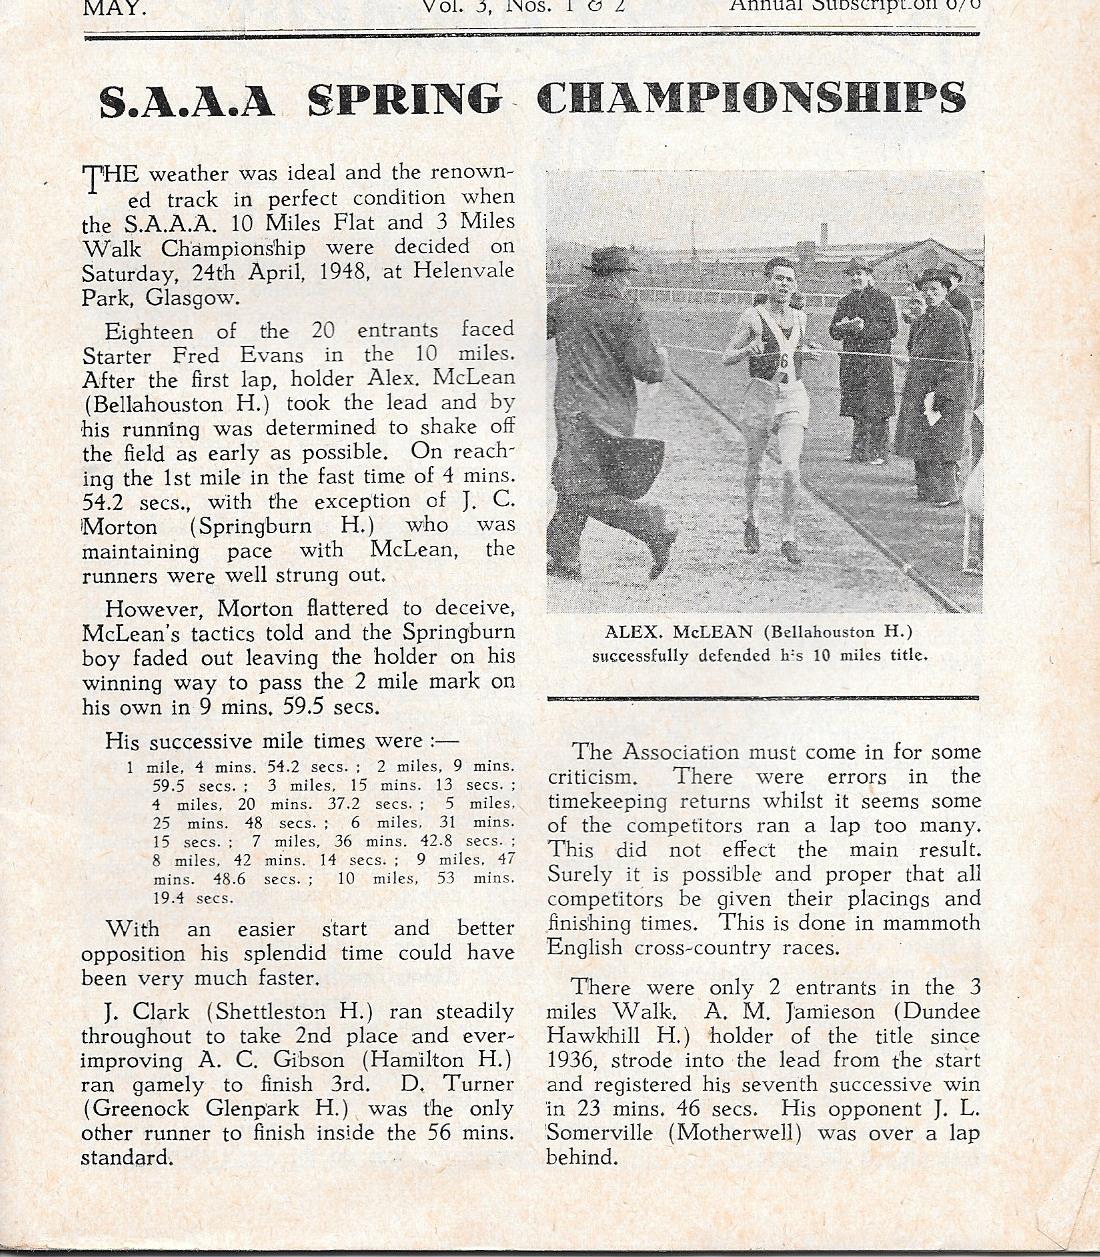 MAY.
Vol. 3, Nos. 1 & 2
Annual Subscription 6/6
S.A.A.A SPRING CHAMPIONSHIPS
THE weather was ideal and the renown-
ed track in perfect condition when
the S.A.A.A. 10 Miles Flat and 3 Miles
Walk Championship were decided on
Saturday, 24th April, 1948, at Helenvale
Park, Glasgow.
Eighteen of the 20 entrants faced
Starter Fred Evans in the 10 miles.
After the first lap, holder Alex. McLean
(Bellahouston H.) took the lead and by
his running was determined to shake off
the field as early as possible. On reach-
ing the 1st mile in the fast time of 4 mins.
54.2 secs., with the exception of J. C.
Morton (Springburn H.) who was
maintaining pace with McLean, the
runners were well strung out.
However, Morton flattered to deceive,
McLean's tactics told and the Springburn
boy faded out leaving the holder on his
winning way to pass the 2 mile mark on
his own in 9 mins. 59.5 secs.
His successive mile times were :—
1 mile, 4 mins. 54.2 secs. ; 2 miles, 9 mins.
59.5 secs. ; 3 miles, 15 mins. 13 secs. ;
4 miles, 20 mins. 37.2 secs. ; 5 miles,
25 mins. 48 secs. ; 6 miles, 31 mins.
15 secs. ; 7 miles, 36 mins. 42.8 secs. ;
8 miles, 42 mins. 14 secs. ; 9 miles, 47
mins. 48.6 secs. ; 10 miles, 53 mins.
19.4 secs.
With an easier start and better
opposition his splendid time could have
been very much faster.
J. Clark (Shettleston H.) ran steadily
throughout to take 2nd place and ever-
improving A. C. Gibson (Hamilton H.)
ran gamely to finish 3rd. D. Turner
(Greenock Glenpark H.) was the only
other runner to finish inside the 56 mins.
standard.
6
ALEX. McLEAN (Bellahouston H.)
successfully defended his 10 miles title.
The Association must come in for some
criticism. There were errors in the
timekeeping returns whilst it seems some
of the competitors ran a lap too many.
This did not effect the main result.
Surely it is possible and proper that all
competitors be given their placings and
finishing times. This is done in mammoth
English cross-country races.
There were only 2 entrants in the 3
miles Walk. A. M. Jamieson (Dundee
Hawkhill H.) holder of the title since
1936, strode into the lead from the start
and registered his seventh successive win
in 23 mins. 46 secs. His opponent J. L.
Somerville (Motherwell) was over a lap
behind.